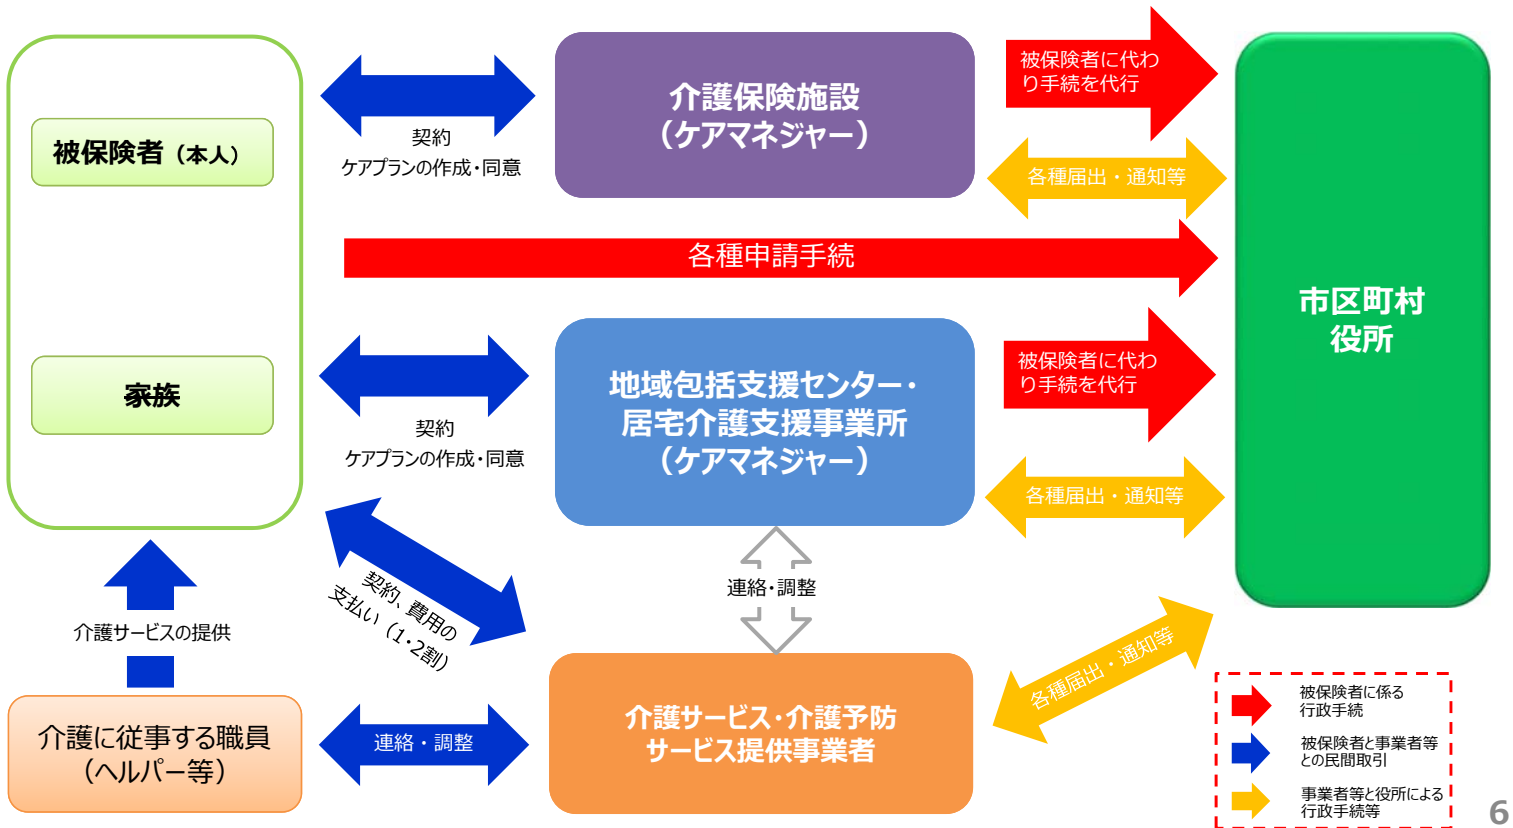 被保険者（本人）
家族
介護保険施設
（ケアマネジャー）
契約
ケアプランの作成・同意
被保険者に代わ
り手続を代行
各種届出・通知等
各種申請手続
市区町村
役所
地域包括支援センター・
居宅介護支援事業所
（ケアマネジャー）
契約
ケアプランの作成・同意
被保険者に代わ
り手続を代行
各種届出・通知等
連絡・調整
契約、費用の
支払い（1・2割）
介護サービスの提供
介護に従事する職員
（ヘルパー等）
連絡・調整
介護サービス・介護予防
サービス提供事業者
各種届出・通知等
被保険者に係る
行政手続
被保険者と事業者等
との民間取引
事業者等と役所による
行政手続等
6